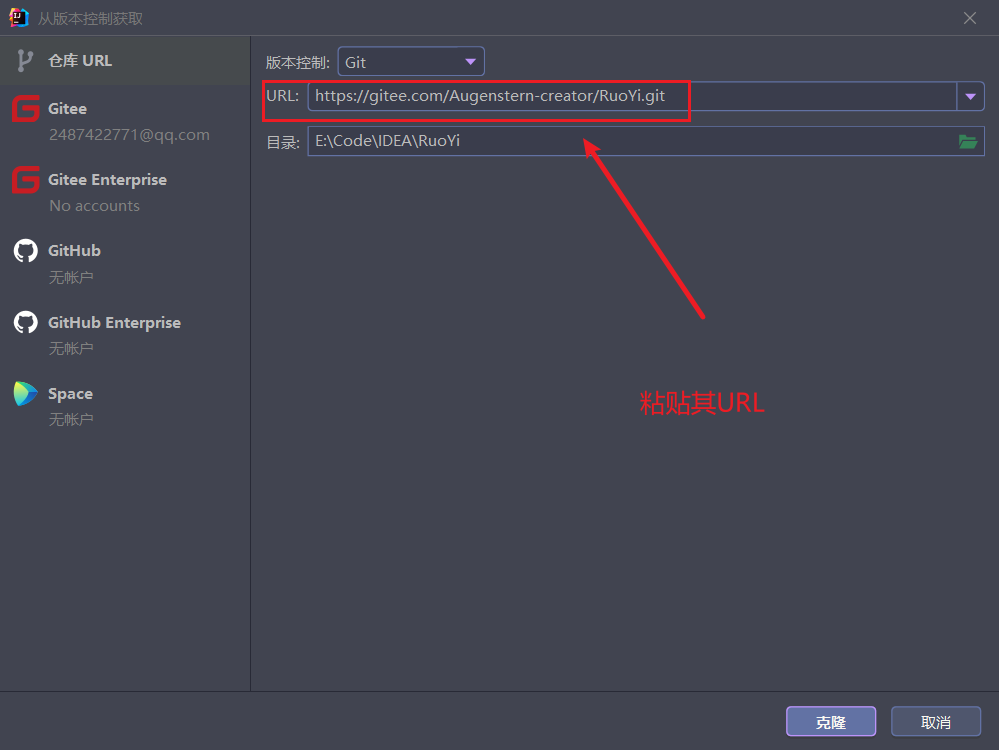 从版本控制获取
仓库 URL
Gitee
2487422771@qq.com
Gitee Enterprise
No accounts
GitHub
无帐户
GitHub Enterprise
无帐户
Space
无帐户
版本控制: Git
URL: https://gitee.com/Augenstern-creator/RuoYi.git
目录: E:\Code\IDEA\RuoYi
粘贴其URL
克隆 取消